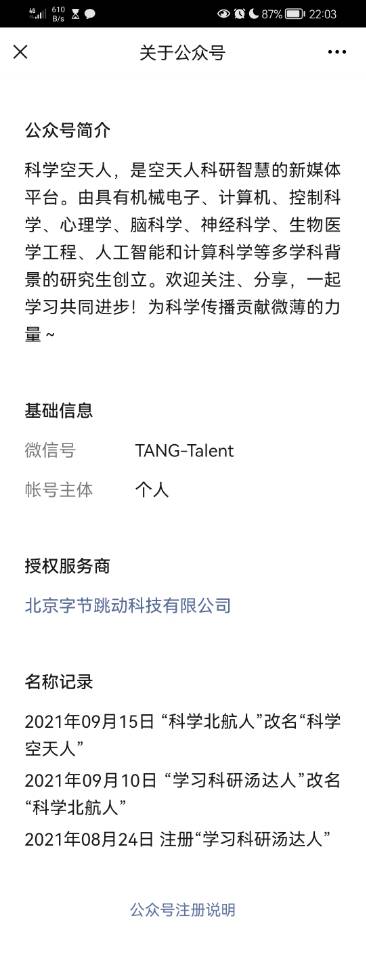 4G 610 B/s 87% 22:03
关于公众号
公众号简介
科学空天人，是空天人科研智慧的新媒体
平台。由具有机械电子、计算机、控制科
学、心理学、脑科学、神经科学、生物医
学工程、人工智能和计算科学等多学科背
景的研究生创立。欢迎关注、分享，一起
学习共同进步！为科学传播贡献微薄的力
量～
基础信息
微信号 TANG-Talent
帐号主体 个人
授权服务商
北京字节跳动科技有限公司
名称记录
2021年09月15日 “科学北航人”改名“科学
空天人”
2021年09月10日 “学习科研汤达人”改名
“科学北航人”
2021年08月24日 注册“学习科研汤达人”
公众号注册说明